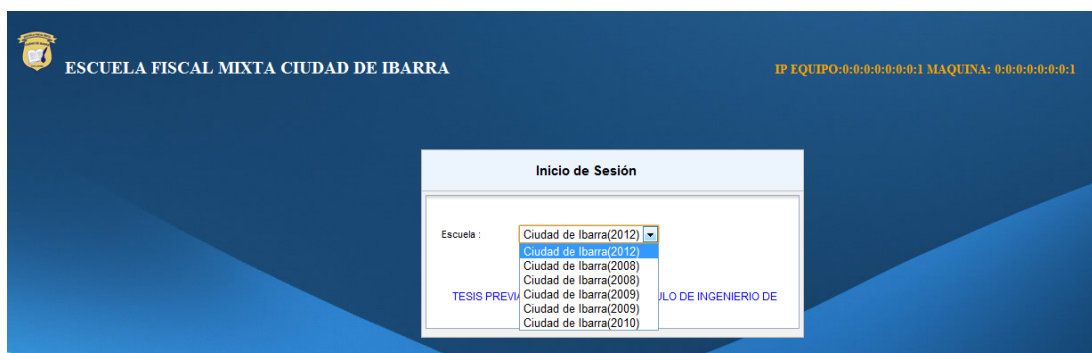 ESCUELA FISCAL MIXTA CIUDAD DE IBARRA
IP EQUIPO:0:0:0:0:0:0:0:1 MAQUINA: 0:0:0:0:0:0:0:1
Inicio de Sesión
Escuela :
Ciudad de Ibarra(2012)
Ciudad de Ibarra(2012)
Ciudad de Ibarra(2008)
Ciudad de Ibarra(2008)
Ciudad de Ibarra(2009)
Ciudad de Ibarra(2009)
Ciudad de Ibarra(2010)
TESIS PREVI ULO DE INGENIERIO DE